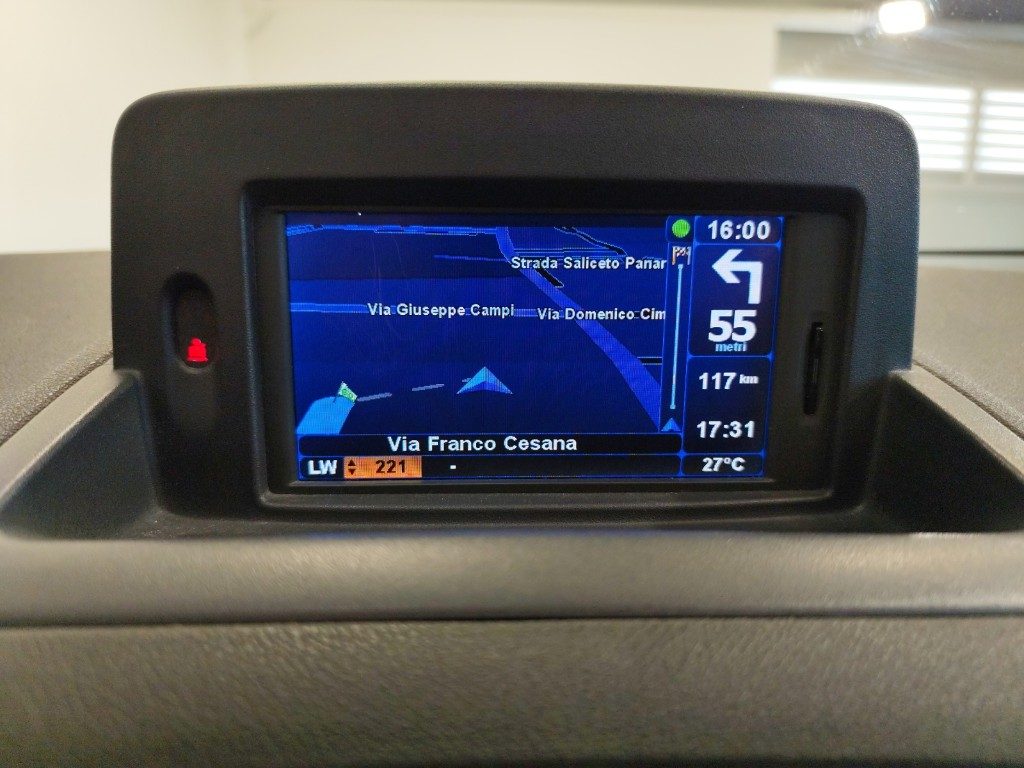 16:00
Strada Saliceto Panar
Via Giuseppe Campi
Via Domenico Cim
55
metri
117 km
17:31
Via Franco Cesana
LW 221 -
27°C